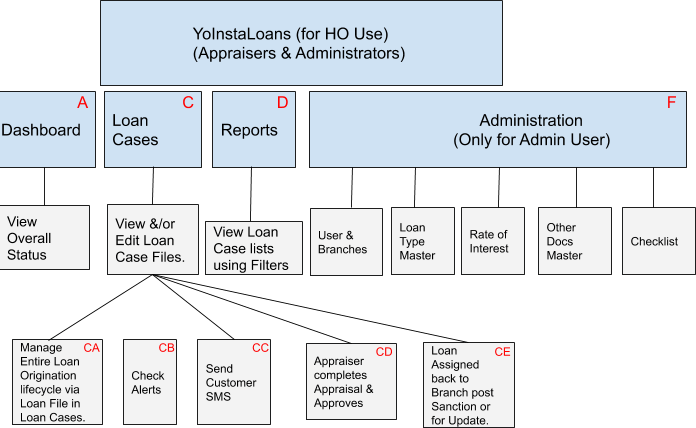 YoInstaLoans (for HO Use)
(Appraisers & Administrators)
A
Dashboard
C
Loan
Cases
D
Reports
F
Administration
(Only for Admin User)
View
Overall
Status
View &/or
Edit Loan
Case Files.
View Loan
Case lists
using Filters
User &
Branches
Loan
Type
Master
Rate of
Interest
Other
Docs
Master
Checklist
CA
Manage
Entire Loan
Origination
lifecycle via
Loan File in
Loan Cases.
CB
Check
Alerts
CC
Send
Customer
SMS
CD
Appraiser
completes
Appraisal &
Approves
CE
Loan
Assigned
back to
Branch post
Sanction or
for Update.